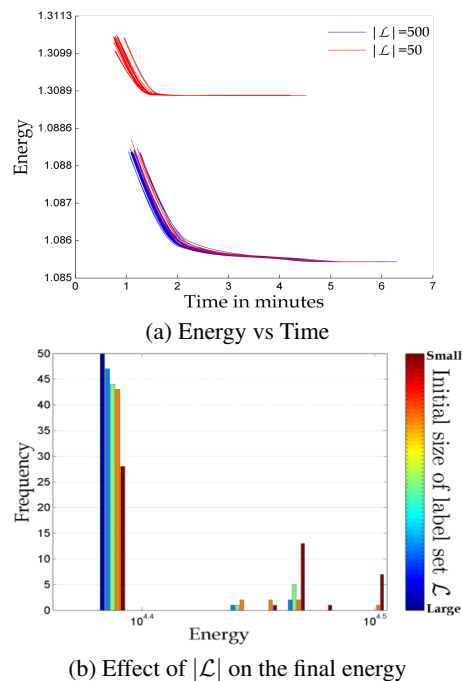 1.3113
1.3099
1.3089
1.0886
1.088
1.087
1.086
1.085
Energy
|ℒ|=500
|ℒ|=50
0 1 2 3 4 5 6 7
Time in minutes
(a) Energy vs Time
50
45
40
35
30
25
20
15
10
5
0
Frequency
10^4.4 10^4.5
Energy
Small
Initial size of label set ℒ
Large
(b) Effect of |ℒ| on the final energy